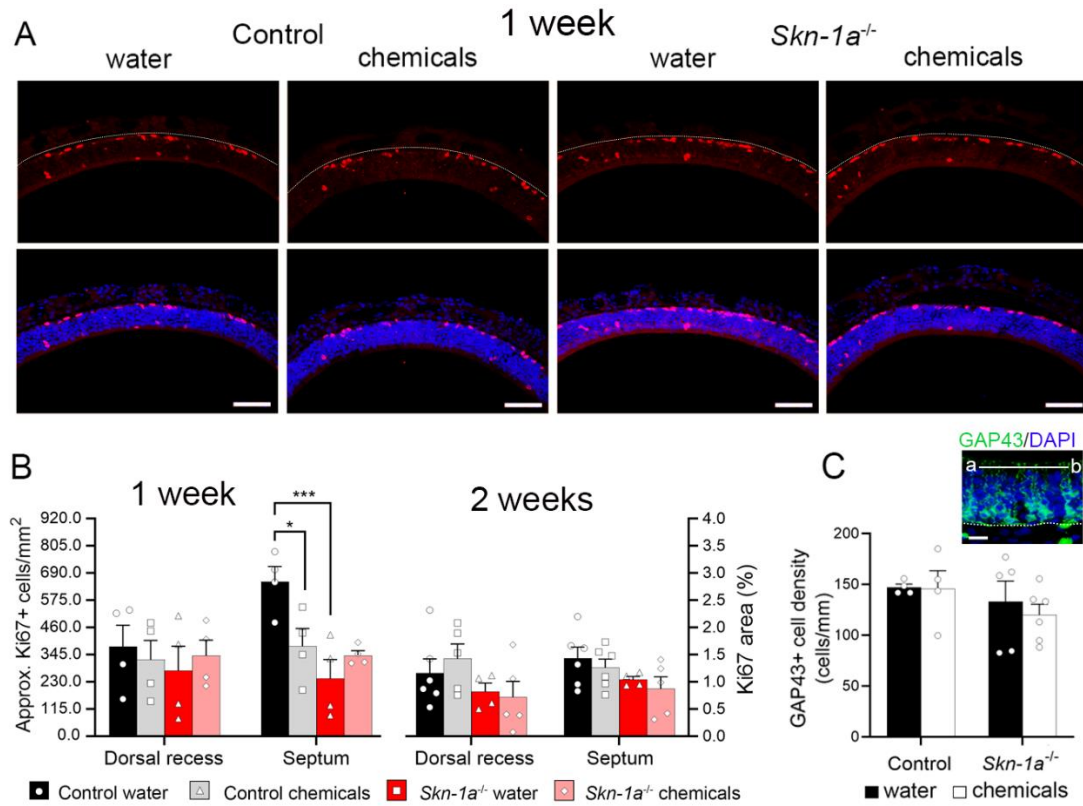 A
1 week
Control
Skn-1a-/-
water
chemicals
water
chemicals
B
1 week
2 weeks
***
*
Approx. Ki67+ cells/mm2
920.0
805.0
690.0
575.0
460.0
345.0
230.0
115.0
0.0
Dorsal recess
Septum
Dorsal recess
Septum
4.0
3.5
3.0
2.5
2.0
1.5
1.0
0.5
0.0
Ki67 area (%)
Control water
Control chemicals
Skn-1a-/- water
Skn-1a-/- chemicals
C
GAP43/DAPI
a
b
GAP43+ cell density
(cells/mm)
200
150
100
50
0
Control
Skn-1a-/-
water
chemicals